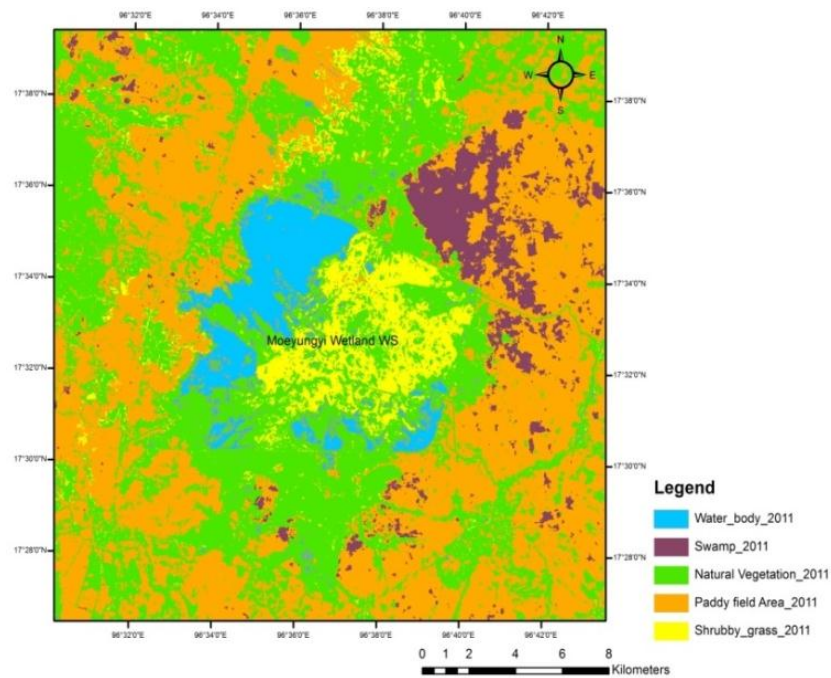 96°32'0"E 96°34'0"E 96°36'0"E 96°38'0"E 96°40'0"E 96°42'0"E
N
W E
S
17°38'0"N 17°38'0"N
17°36'0"N 17°36'0"N
17°34'0"N 17°34'0"N
Moeyungyi Wetland WS
17°32'0"N 17°32'0"N
17°30'0"N 17°30'0"N
17°28'0"N 17°28'0"N
96°32'0"E 96°34'0"E 96°36'0"E 96°38'0"E 96°40'0"E 96°42'0"E
Legend
Water_body_2011
Swamp_2011
Natural Vegetation_2011
Paddy field Area_2011
Shrubby_grass_2011
0 1 2 4 6 8
Kilometers